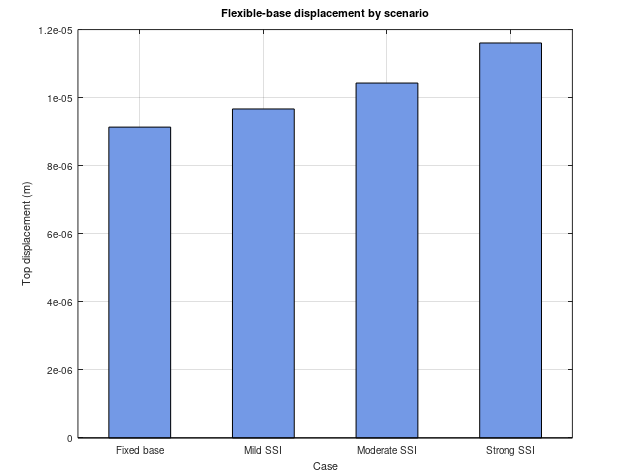 Flexible-base displacement by scenario
1.2e-05
1e-05
8e-06
6e-06
4e-06
2e-06
0
Top displacement (m)
Fixed base Mild SSI Moderate SSI Strong SSI
Case